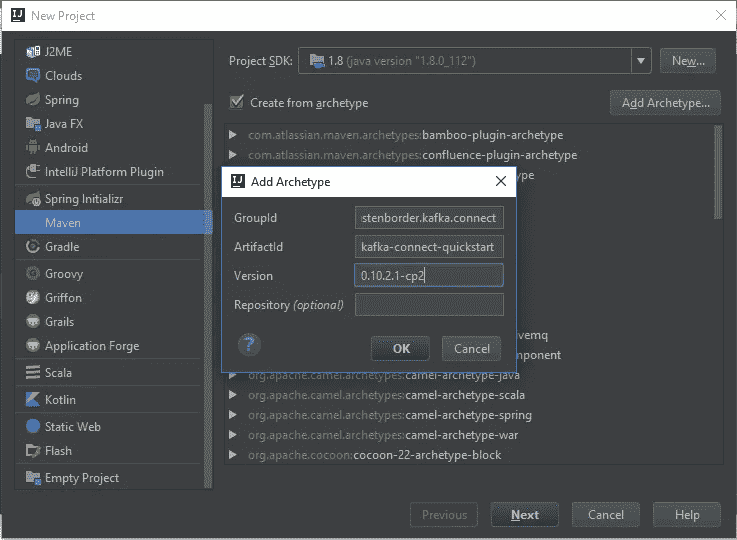 New Project
J2ME
Clouds
Spring
Java FX
Android
IntelliJ Platform Plugin
Spring Initializr
Maven
Gradle
Groovy
Griffon
Grails
Application Forge
Scala
Kotlin
Static Web
Flash
Empty Project
Project SDK: 1.8 (java version "1.8.0_112") New...
Create from archetype Add Archetype...
com.atlassian.maven.archetypes:bamboo-plugin-archetype
com.atlassian.maven.archetypes:confluence-plugin-archetype
Add Archetype
GroupId stenborder.kafka.connect
ArtifactId kafka-connect-quickstart
Version 0.10.2.1-cp2
Repository (optional)
? OK Cancel
org.apache.camel.archetypes:camel-archetype-java
org.apache.camel.archetypes:camel-archetype-scala
org.apache.camel.archetypes:camel-archetype-spring
org.apache.camel.archetypes:camel-archetype-war
org.apache.cocoon:cocoon-22-archetype-block
Previous Next Cancel Help